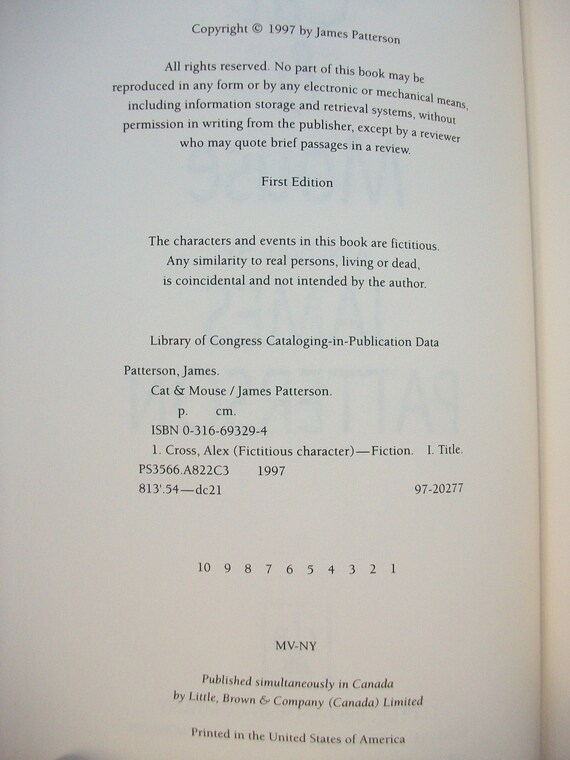 Copyright © 1997 by James Patterson
All rights reserved. No part of this book may be
reproduced in any form or by any electronic or mechanical means,
including information storage and retrieval systems, without
permission in writing from the publisher, except by a reviewer
who may quote brief passages in a review.
First Edition
The characters and events in this book are fictitious.
Any similarity to real persons, living or dead,
is coincidental and not intended by the author.
Library of Congress Cataloging-in-Publication Data
Patterson, James.
Cat & Mouse / James Patterson.
p. cm.
ISBN 0-316-69329-4
1. Cross, Alex (Fictitious character)—Fiction. I. Title.
PS3566.A822C3 1997
813'.54—dc21 97-20277
10 9 8 7 6 5 4 3 2 1
MV-NY
Published simultaneously in Canada
by Little, Brown & Company (Canada) Limited
Printed in the United States of America